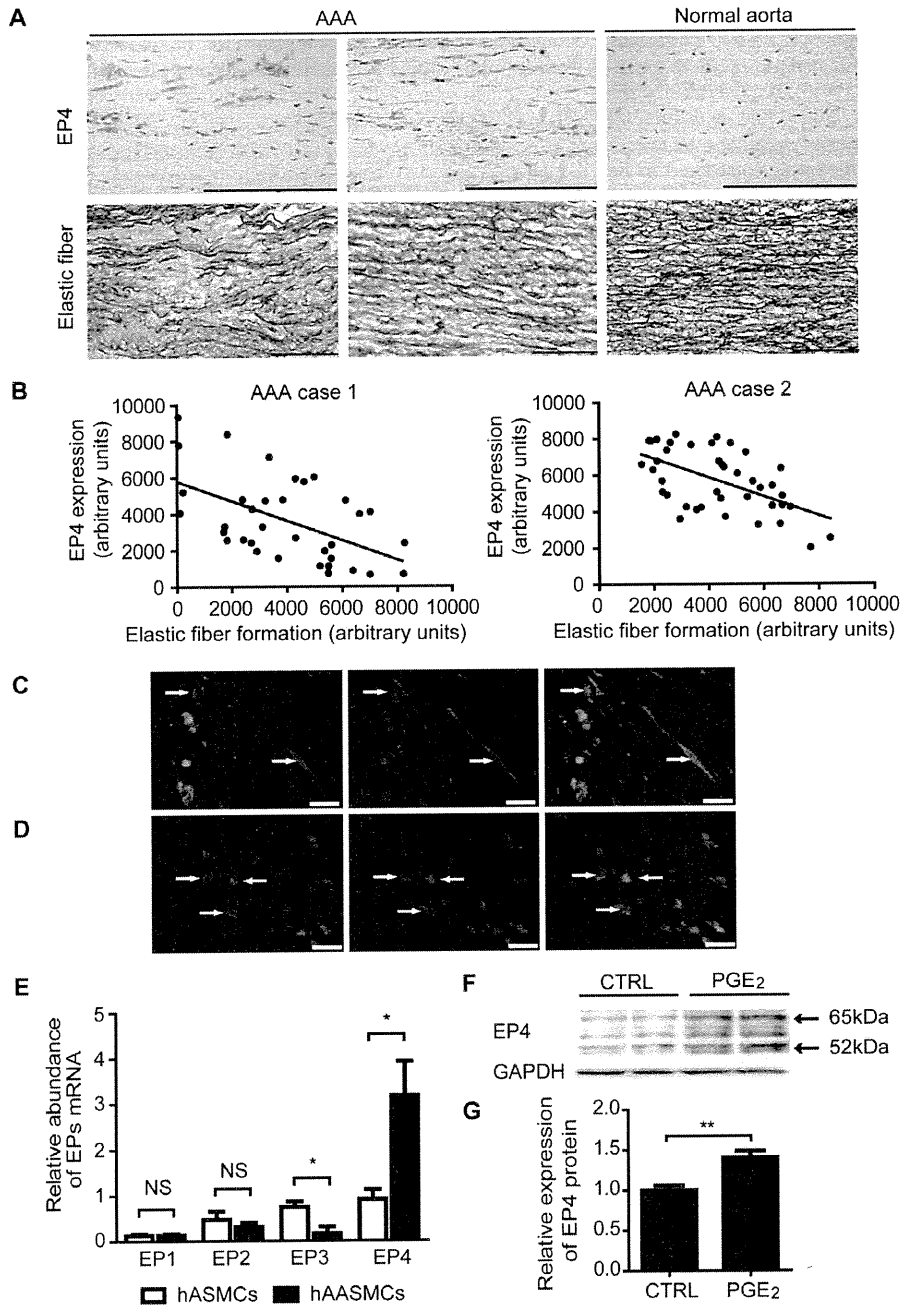 A
AAA
Normal aorta
EP4
Elastic fiber
B
AAA case 1
EP4 expression
(arbitrary units)
10000
8000
6000
4000
2000
0
0 2000 4000 6000 8000 10000
Elastic fiber formation (arbitrary units)
AAA case 2
EP4 expression
(arbitrary units)
10000
8000
6000
4000
2000
0
0 2000 4000 6000 8000 10000
Elastic fiber formation (arbitrary units)
C
D
E
Relative abundance
of EPs mRNA
5
4
3
2
1
0
NS
NS
*
*
EP1 EP2 EP3 EP4
hASMCs hAASMCs
F
CTRL PGE2
EP4
65kDa
52kDa
GAPDH
G
Relative expression
of EP4 protein
2.0
1.5
1.0
0.5
0.0
**
CTRL PGE2